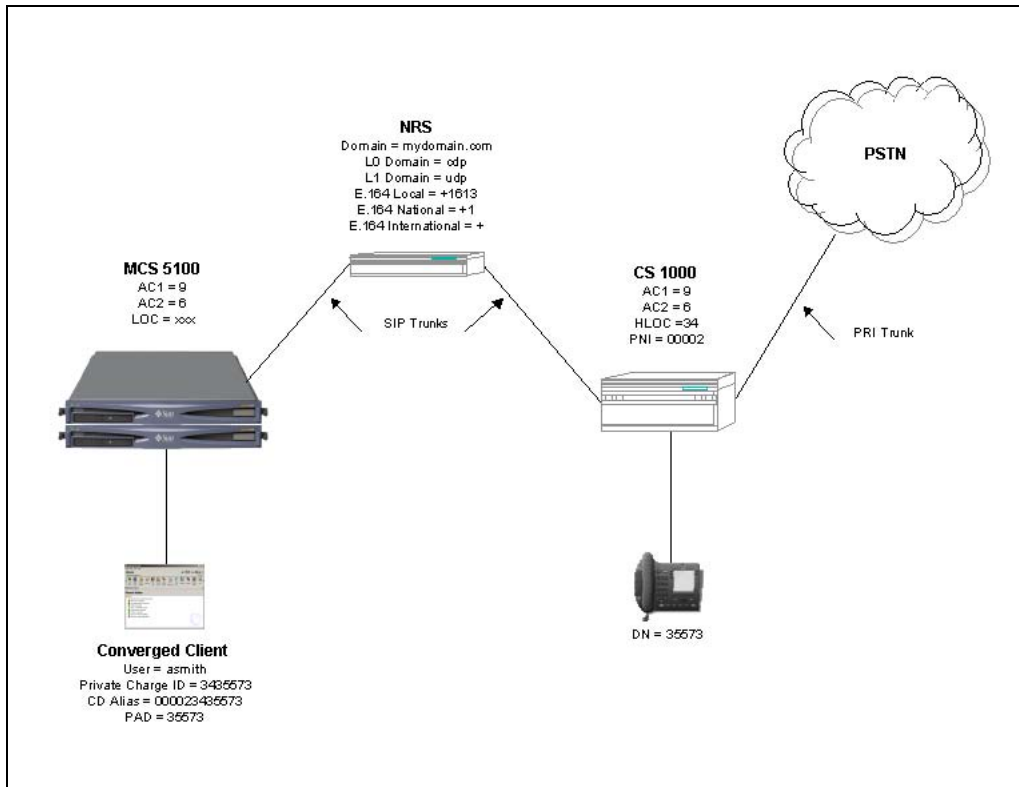 NRS
Domain = mydomain.com
L0 Domain = cdp
L1 Domain = udp
E.164 Local = +1613
E.164 National = +1
E.164 International = +
PSTN
MCS 5100
AC1 = 9
AC2 = 6
LOC = xxx
SIP Trunks
CS 1000
AC1 = 9
AC2 = 6
HLOC =34
PNI = 00002
PRI Trunk
Sun
Sun
Converged Client
User = asmith
Private Charge ID = 3435573
CD Alias = 000023435573
PAD = 35573
DN = 35573